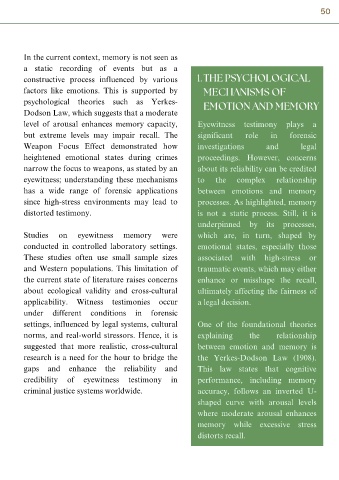 50
In the current context, memory is not seen as
a static recording of events but as a
constructive process influenced by various
factors like emotions. This is supported by
psychological theories such as Yerkes-
Dodson Law, which suggests that a moderate
level of arousal enhances memory capacity,
but extreme levels may impair recall. The
Weapon Focus Effect demonstrated how
heightened emotional states during crimes
narrow the focus to weapons, as stated by an
eyewitness; understanding these mechanisms
has a wide range of forensic applications
since high-stress environments may lead to
distorted testimony.
Studies on eyewitness memory were
conducted in controlled laboratory settings.
These studies often use small sample sizes
and Western populations. This limitation of
the current state of literature raises concerns
about ecological validity and cross-cultural
applicability. Witness testimonies occur
under different conditions in forensic
settings, influenced by legal systems, cultural
norms, and real-world stressors. Hence, it is
suggested that more realistic, cross-cultural
research is a need for the hour to bridge the
gaps and enhance the reliability and
credibility of eyewitness testimony in
criminal justice systems worldwide.
1. THE PSYCHOLOGICAL
MECHANISMS OF
EMOTION AND MEMORY
Eyewitness testimony plays a
significant role in forensic
investigations and legal
proceedings. However, concerns
about its reliability can be credited
to the complex relationship
between emotions and memory
processes. As highlighted, memory
is not a static process. Still, it is
underpinned by its processes,
which are, in turn, shaped by
emotional states, especially those
associated with high-stress or
traumatic events, which may either
enhance or misshape the recall,
ultimately affecting the fairness of
a legal decision.
One of the foundational theories
explaining the relationship
between emotion and memory is
the Yerkes-Dodson Law (1908).
This law states that cognitive
performance, including memory
accuracy, follows an inverted U-
shaped curve with arousal levels
where moderate arousal enhances
memory while excessive stress
distorts recall.